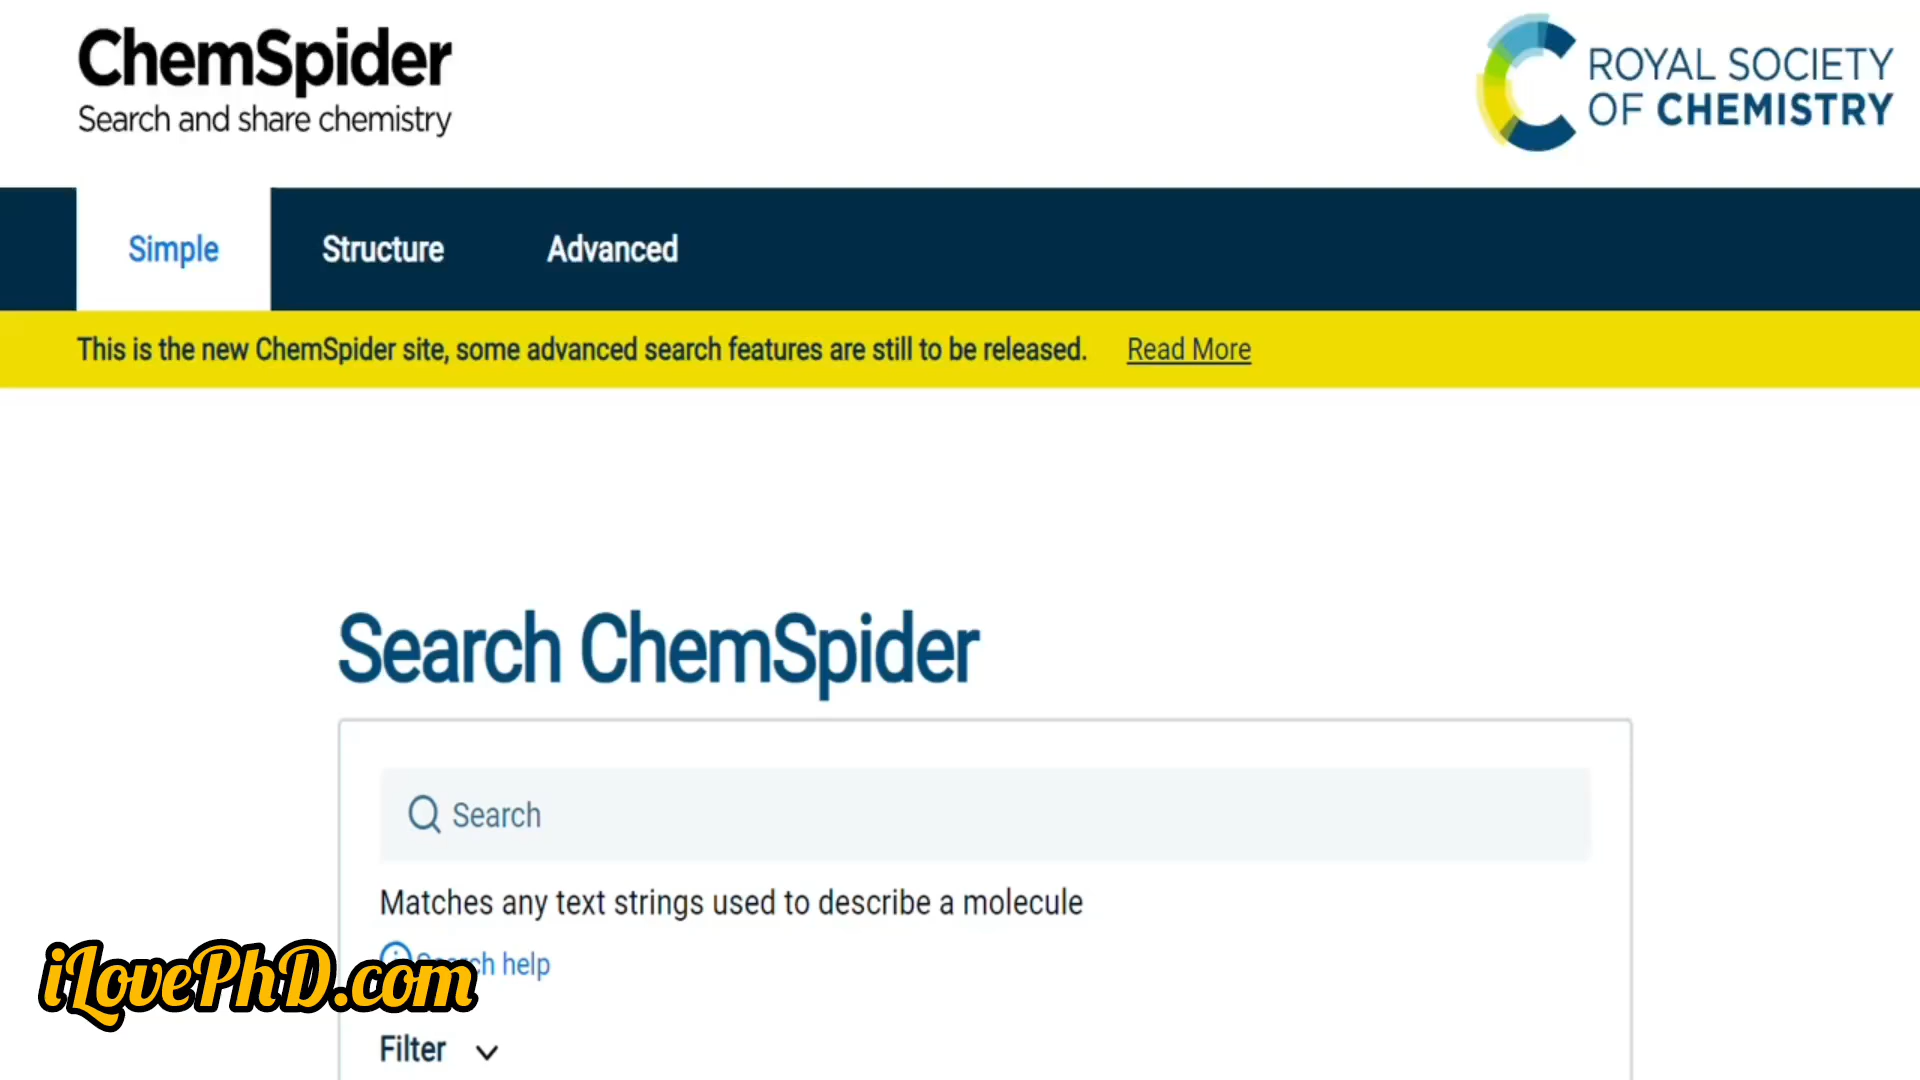 ChemSpider
Search and share chemistry
ROYAL SOCIETY
OF CHEMISTRY
Simple Structure Advanced
This is the new ChemSpider site, some advanced search features are still to be released. Read More
Search ChemSpider
Search
Matches any text strings used to describe a molecule
Search help
iLovePhD.com
Filter